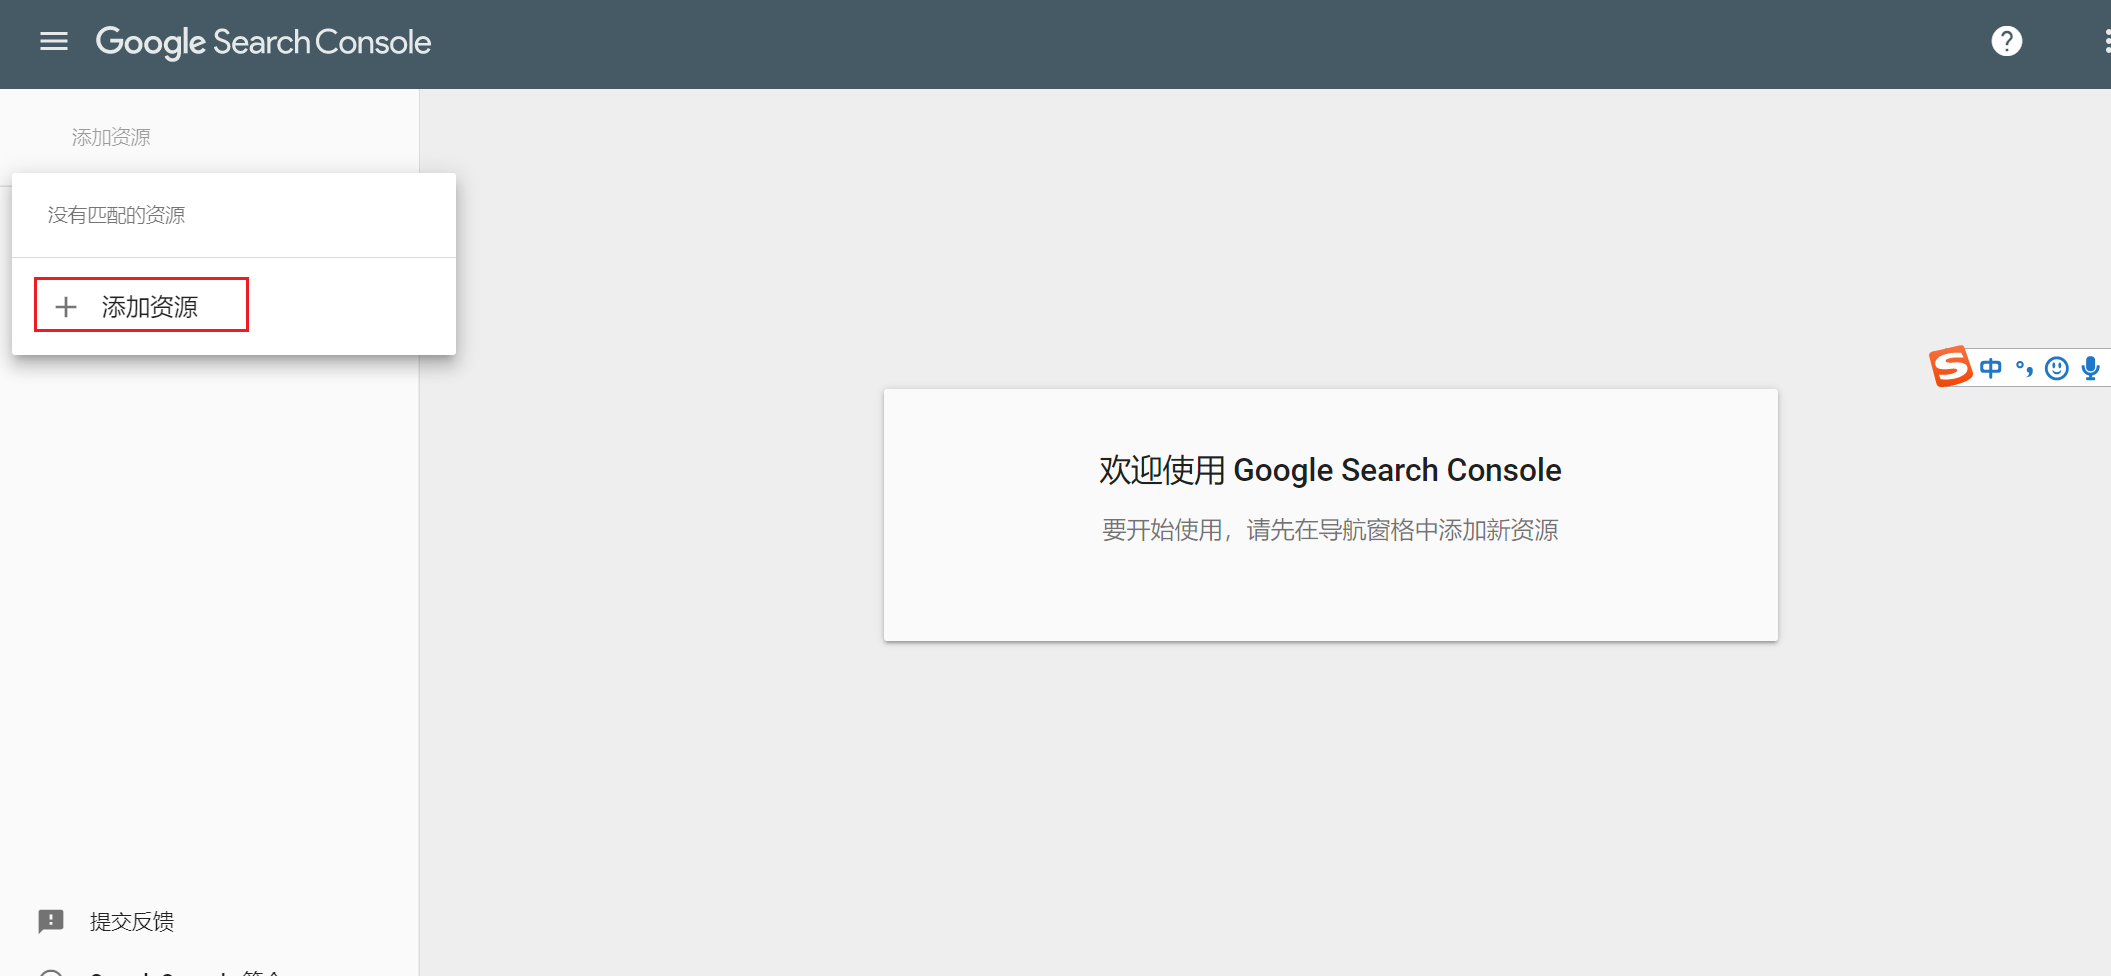 Google Search Console
添加资源
没有匹配的资源
添加资源
中
欢迎使用 Google Search Console
要开始使用，请先在导航窗格中添加新资源
提交反馈